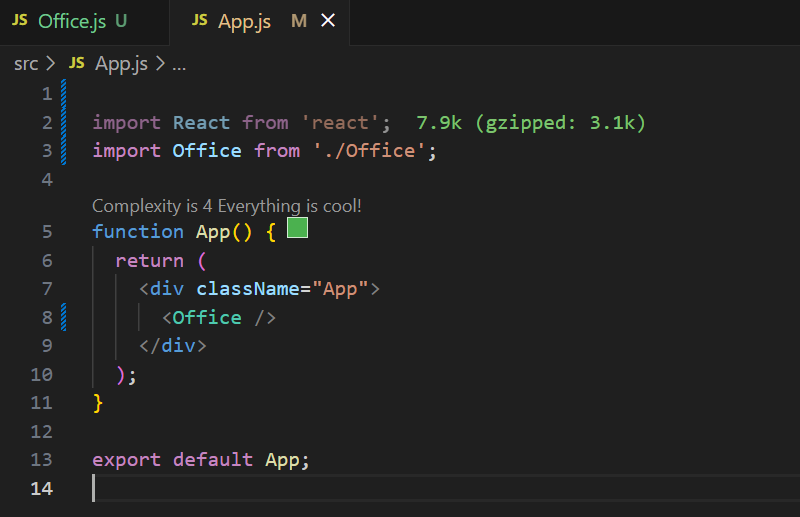 JS Office.js U JS App.js M ×
src > JS App.js > ...
1
2 import React from 'react'; 7.9k (gzipped: 3.1k)
3 import Office from './Office';
4
Complexity is 4 Everything is cool!
5 function App() {
6 return (
7 <div className="App">
8 <Office />
9 </div>
10 );
11 }
12
13 export default App;
14